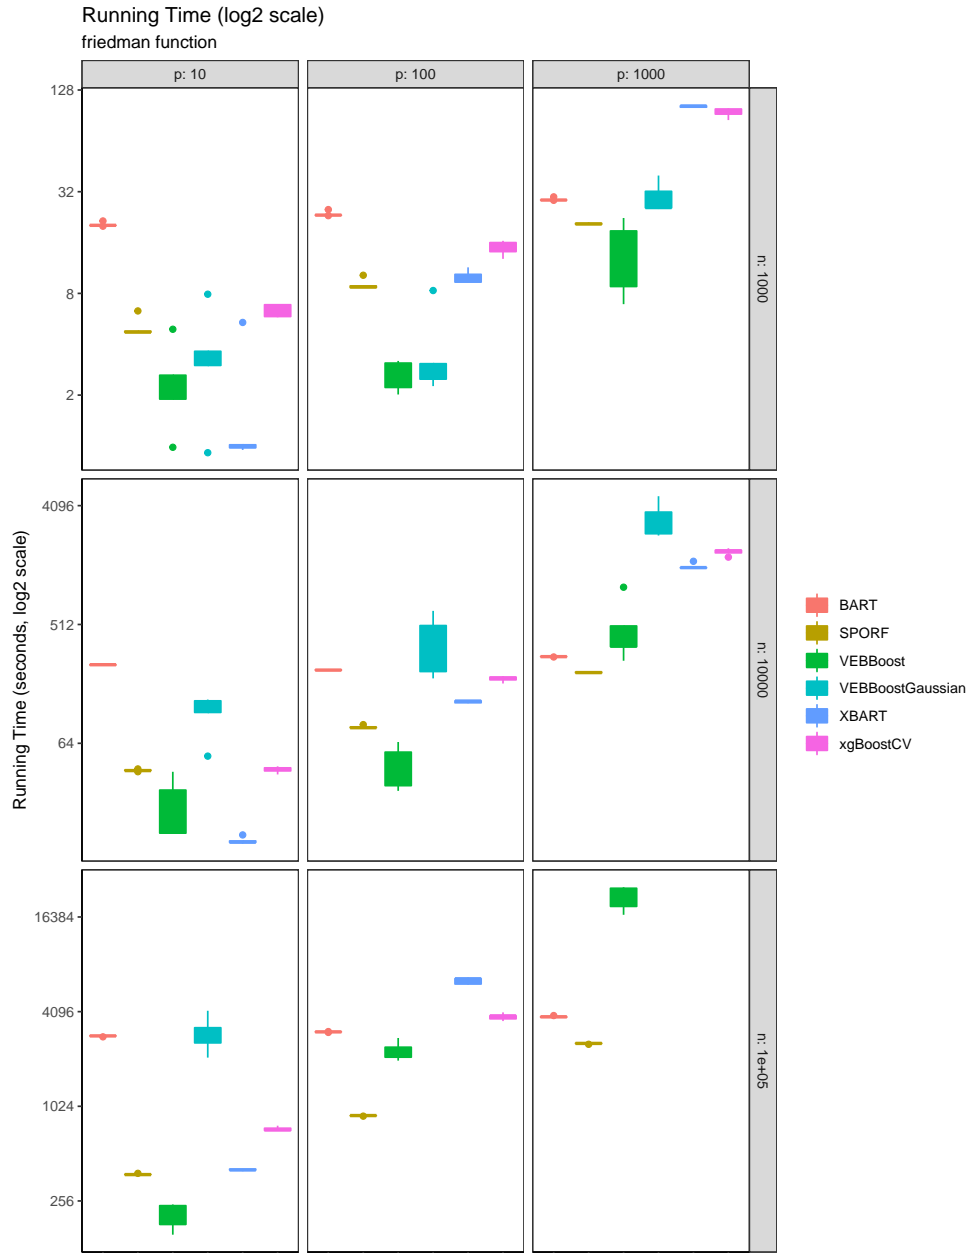 Running Time (log2 scale)
friedman function
p: 10
p: 100
p: 1000
128
32
8
2
n: 1000
4096
512
64
n: 10000
16384
4096
1024
256
n: 1e+05
Running Time (seconds, log2 scale)
BART
SPORF
VEBBoost
VEBBoostGaussian
XBART
xgBoostCV